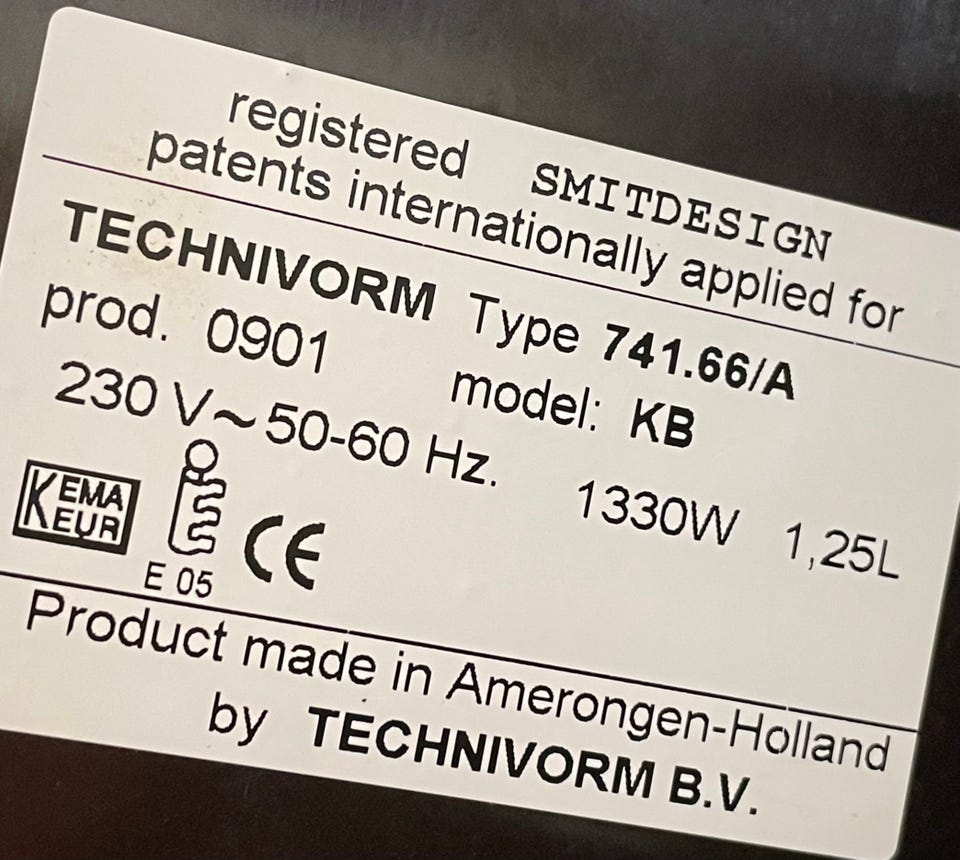 registered SMITDESIGN
patents internationally applied for
TECHNIVORM Type 741.66/A
prod. 0901 model: KB
230 V~50-60 Hz. 1330W 1,25L
KEMA
KEUR
E 05
CE
Product made in Amerongen-Holland
by TECHNIVORM B.V.